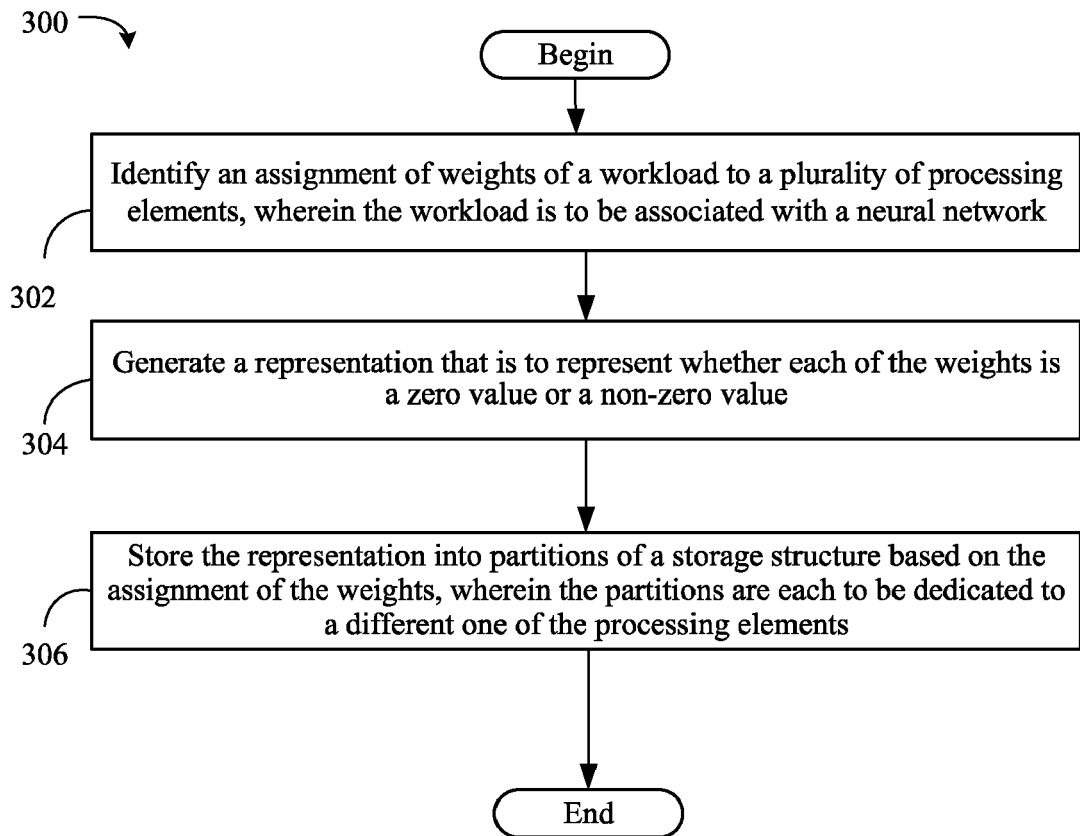 300
Begin
Identify an assignment of weights of a workload to a plurality of processing
elements, wherein the workload is to be associated with a neural network
302
Generate a representation that is to represent whether each of the weights is
a zero value or a non-zero value
304
Store the representation into partitions of a storage structure based on the
assignment of the weights, wherein the partitions are each to be dedicated to
a different one of the processing elements
306
End